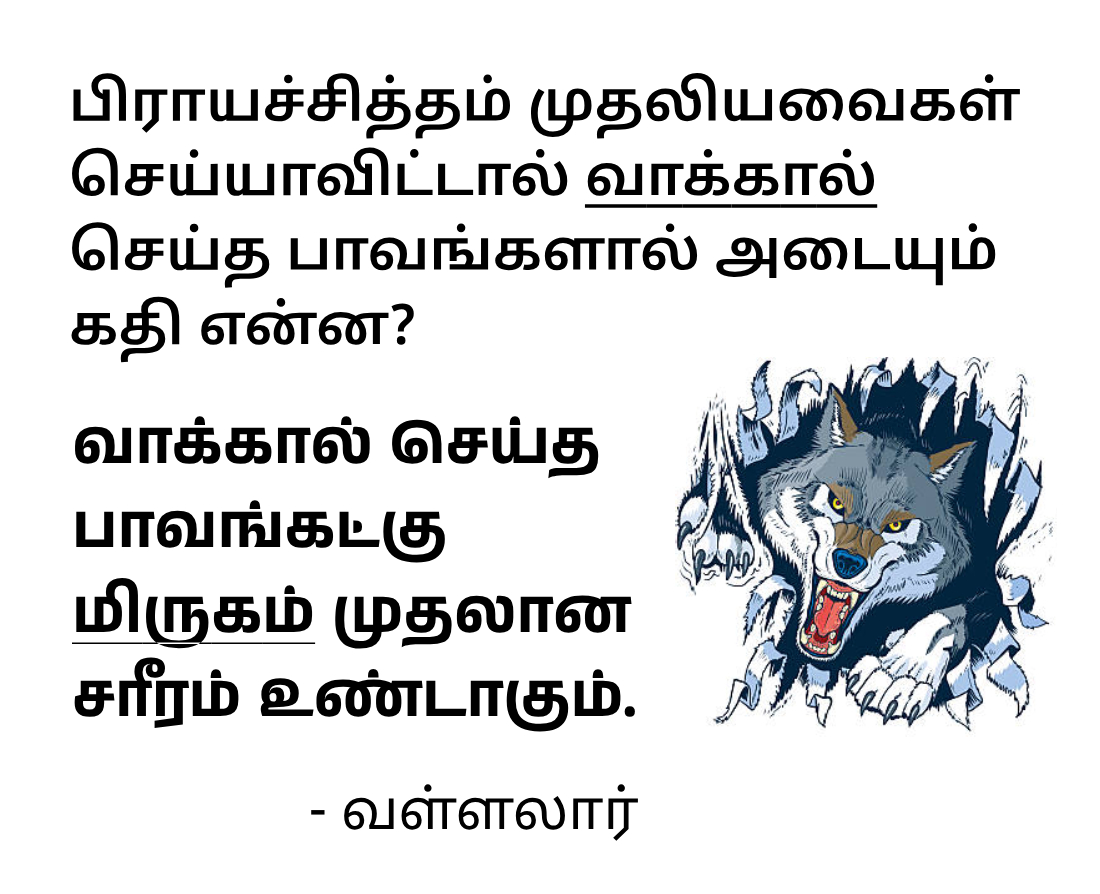 பிராயச்சித்தம் முதலியவைகள்
செய்யாவிட்டால் வாக்கால்
செய்த பாவங்களால் அடையும்
கதி என்ன?
வாக்கால் செய்த
பாவங்கட்கு
மிருகம் முதலான
சரீரம் உண்டாகும்.
- வள்ளலார்